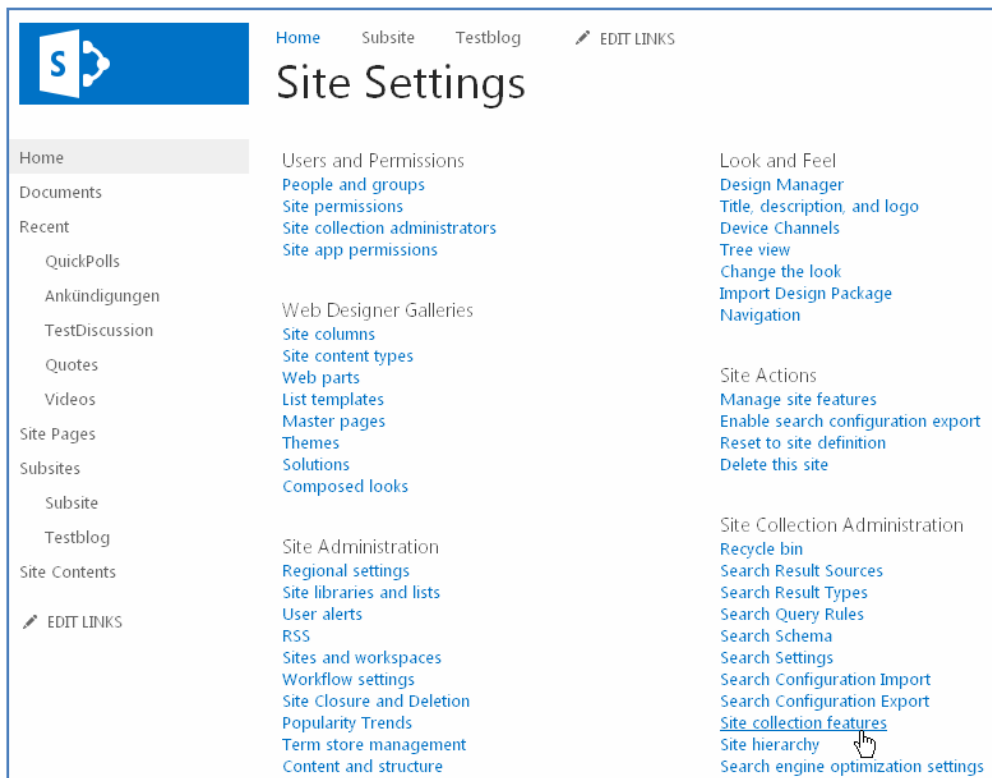 S
Home Subsite Testblog EDIT LINKS
Site Settings
Home
Documents
Recent
QuickPolls
Ankündigungen
TestDiscussion
Quotes
Videos
Site Pages
Subsites
Subsite
Testblog
Site Contents
EDIT LINKS
Users and Permissions
People and groups
Site permissions
Site collection administrators
Site app permissions
Web Designer Galleries
Site columns
Site content types
Web parts
List templates
Master pages
Themes
Solutions
Composed looks
Site Administration
Regional settings
Site libraries and lists
User alerts
RSS
Sites and workspaces
Workflow settings
Site Closure and Deletion
Popularity Trends
Term store management
Content and structure
Look and Feel
Design Manager
Title, description, and logo
Device Channels
Tree view
Change the look
Import Design Package
Navigation
Site Actions
Manage site features
Enable search configuration export
Reset to site definition
Delete this site
Site Collection Administration
Recycle bin
Search Result Sources
Search Result Types
Search Query Rules
Search Schema
Search Settings
Search Configuration Import
Search Configuration Export
Site collection features
Site hierarchy
Search engine optimization settings